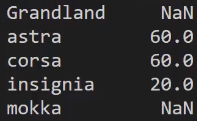 Grandland NaN
astra 60.0
corsa 60.0
insignia 20.0
mokka NaN